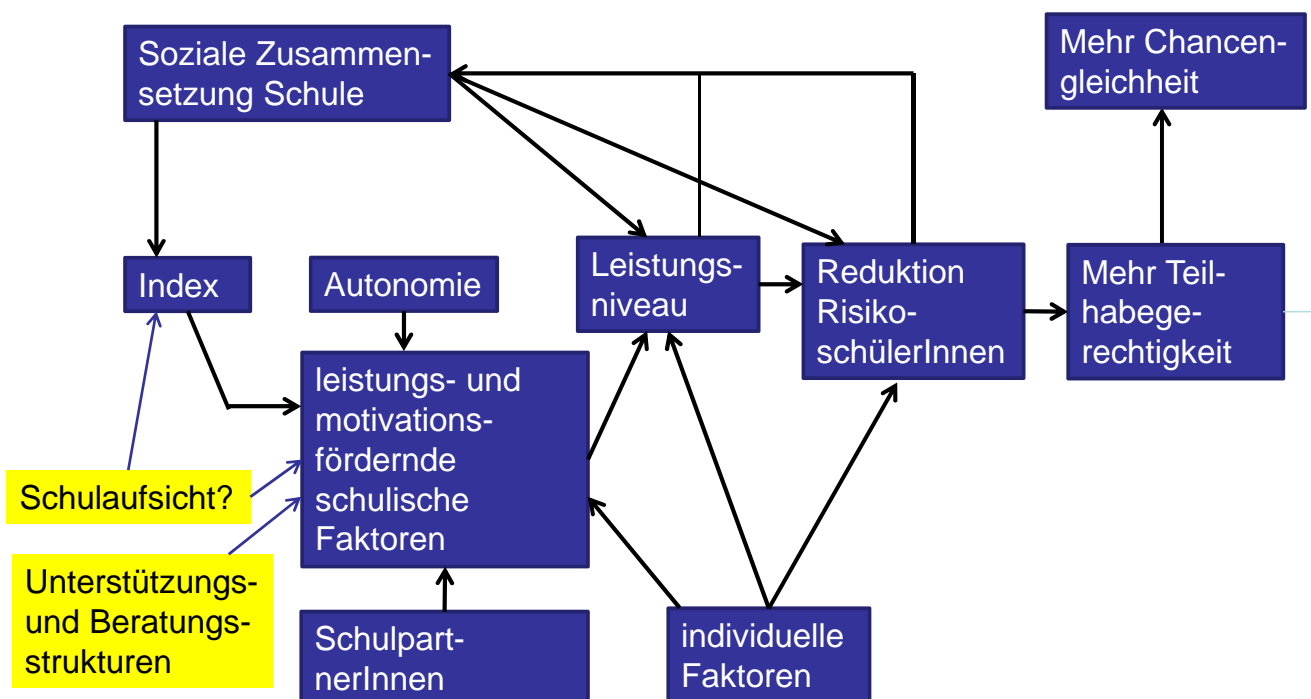 Soziale Zusammen-
setzung Schule
Mehr Chancen-
gleichheit
Index
Autonomie
Leistungs-
niveau
Reduktion
Risiko-
schülerInnen
Mehr Teil-
habege-
rechtigkeit
leistungs- und
motivations-
fördernde
schulische
Faktoren
Schulaufsicht?
Unterstützungs-
und Beratungs-
strukturen
Schulpart-
nerInnen
individuelle
Faktoren